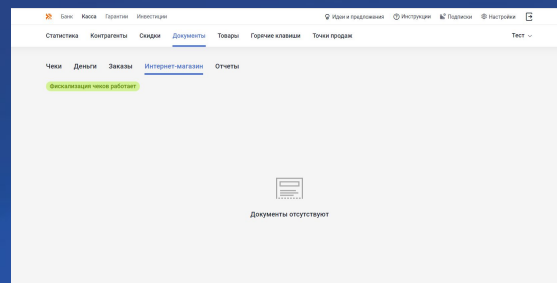 Банк Касса Гарантии Инвестиции Идеи и предложения Инструкции Подписки Настройки
Статистика Контрагенты Скидки Документы Товары Горячие клавиши Точки продаж Тест
Чеки Деньги Заказы Интернет-магазин Отчеты
Фискализация чеков работает
Документы отсутствуют